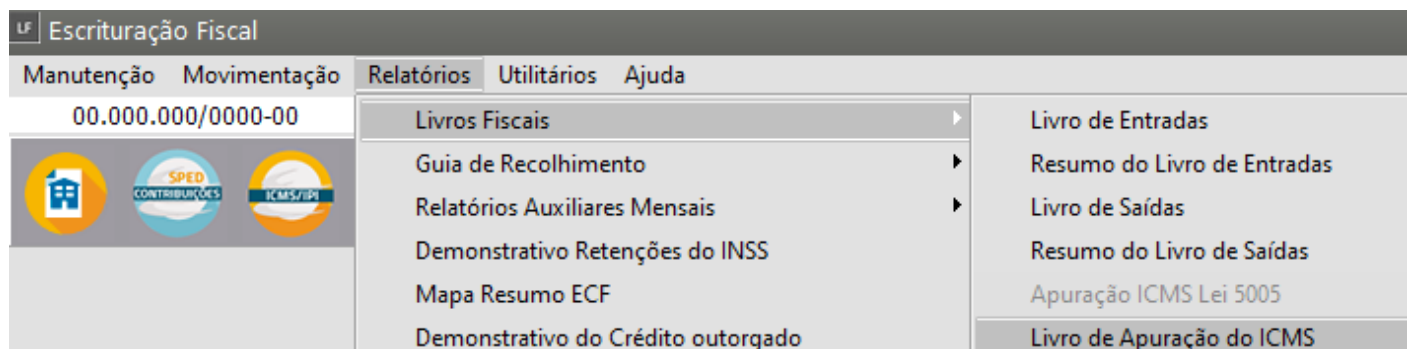 LF Escrituração Fiscal
Manutenção Movimentação Relatórios Utilitários Ajuda
00.000.000/0000-00
SPED
CONTRIBUIÇÕES
ICMS/IPI
Livros Fiscais
Guia de Recolhimento
Relatórios Auxiliares Mensais
Demonstrativo Retenções do INSS
Mapa Resumo ECF
Demonstrativo do Crédito outorgado
Livro de Entradas
Resumo do Livro de Entradas
Livro de Saídas
Resumo do Livro de Saídas
Apuração ICMS Lei 5005
Livro de Apuração do ICMS